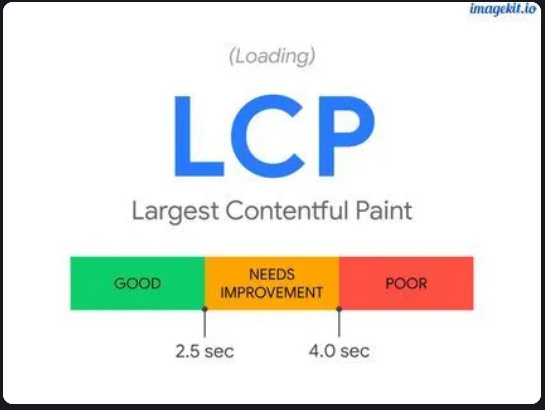 imagekit.io
(Loading)
LCP
Largest Contentful Paint
GOOD
NEEDS
IMPROVEMENT
POOR
2.5 sec
4.0 sec